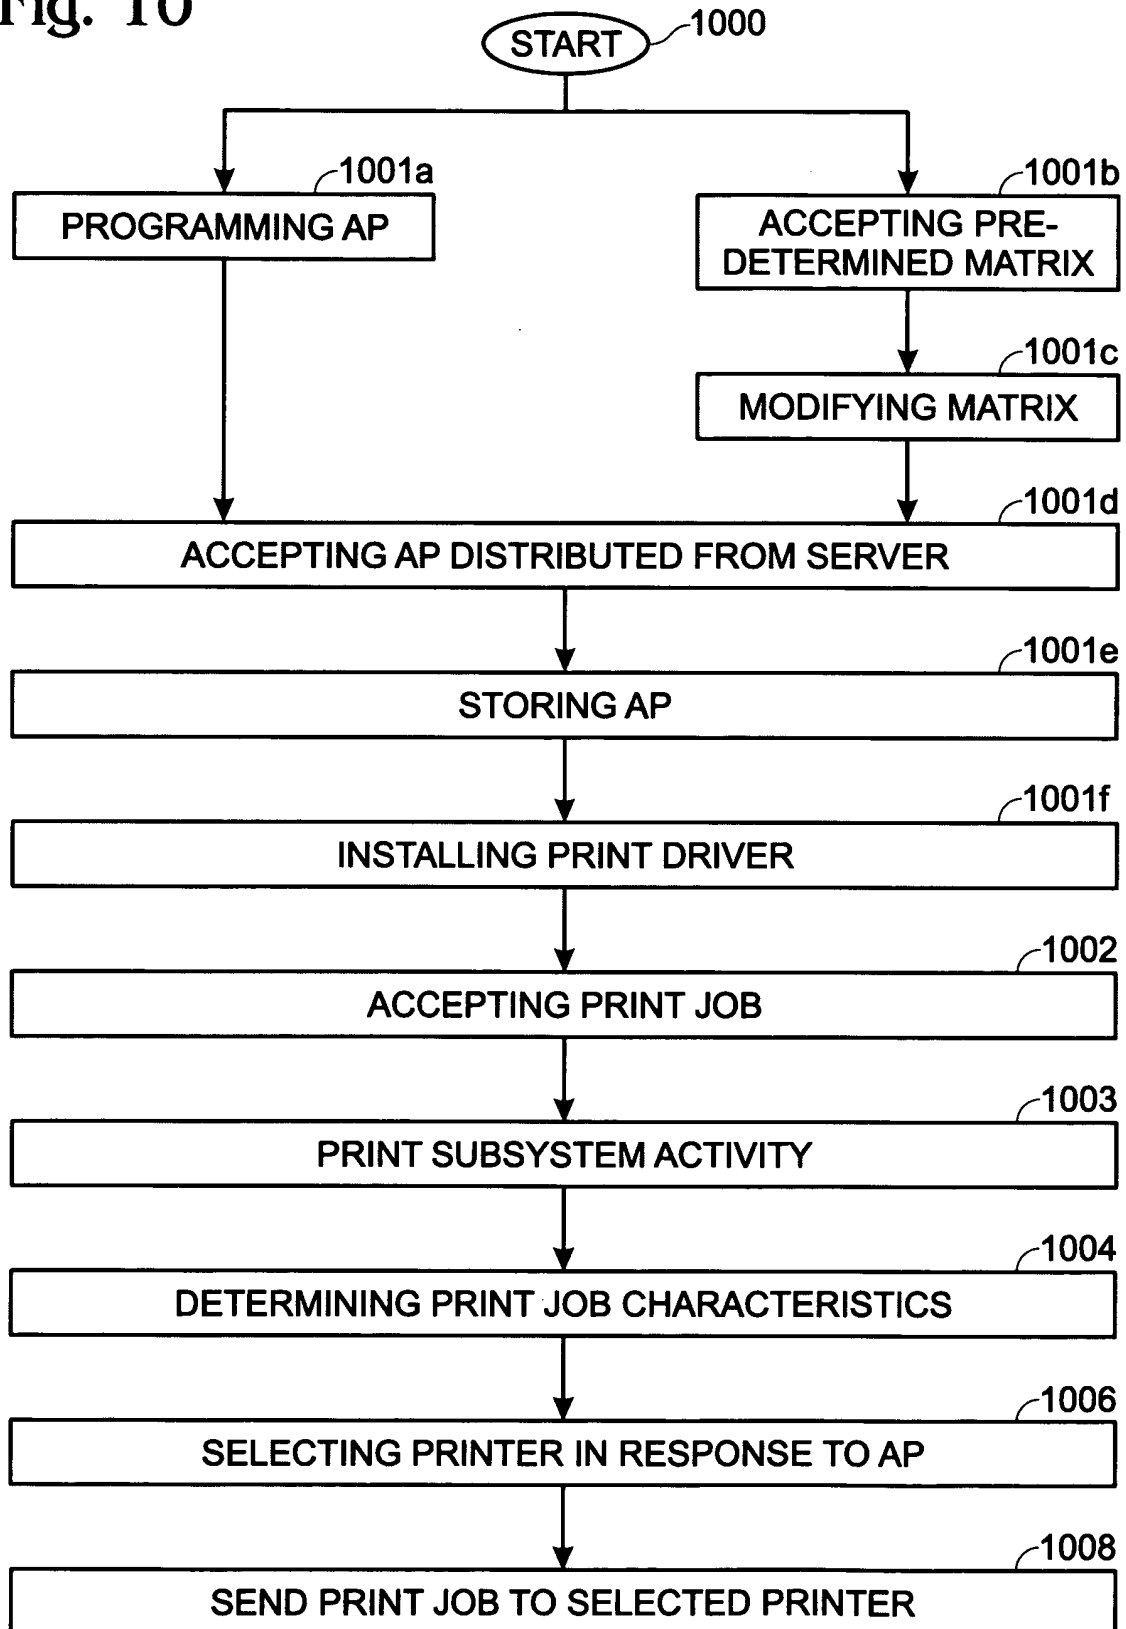 Fig. 10
START
1000
1001a
PROGRAMMING AP
1001b
ACCEPTING PRE-
DETERMINED MATRIX
1001c
MODIFYING MATRIX
1001d
ACCEPTING AP DISTRIBUTED FROM SERVER
1001e
STORING AP
1001f
INSTALLING PRINT DRIVER
1002
ACCEPTING PRINT JOB
1003
PRINT SUBSYSTEM ACTIVITY
1004
DETERMINING PRINT JOB CHARACTERISTICS
1006
SELECTING PRINTER IN RESPONSE TO AP
1008
SEND PRINT JOB TO SELECTED PRINTER